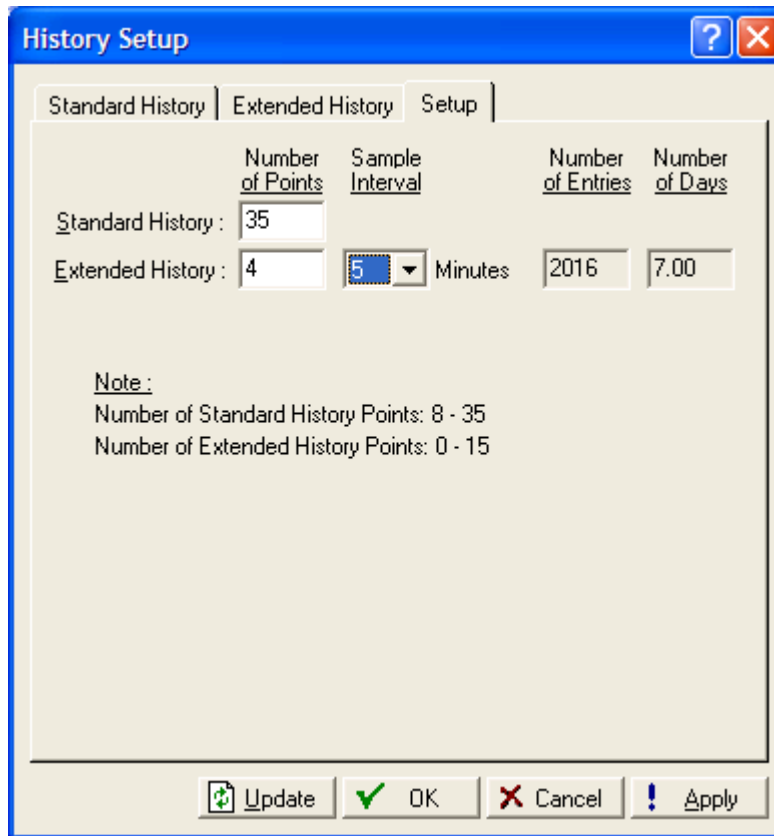 History Setup
Standard History Extended History Setup
Number of Points Sample Interval Number of Entries Number of Days
Standard History : 35
Extended History : 4 5 Minutes 2016 7.00
Note :
Number of Standard History Points: 8 - 35
Number of Extended History Points: 0 - 15
Update OK Cancel Apply